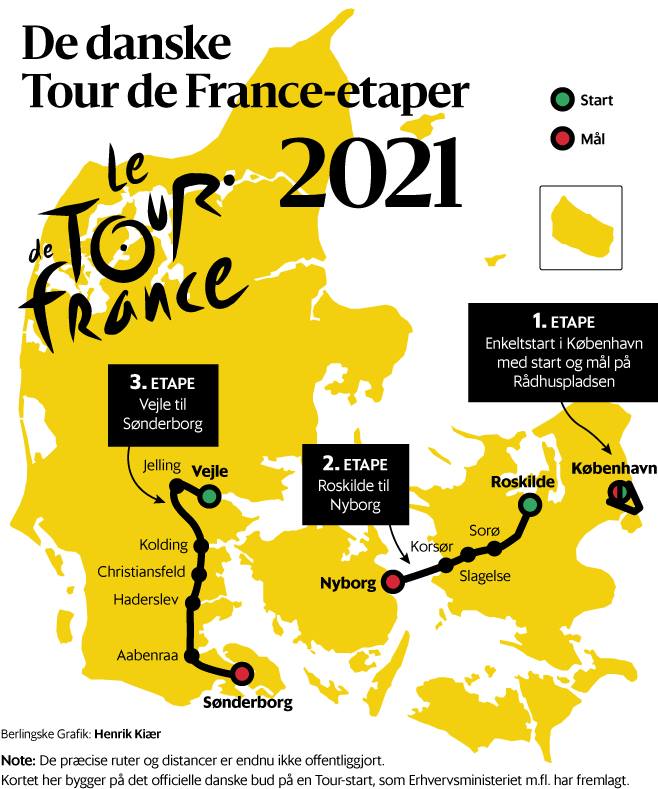 De danske
Tour de France-etaper
2021
Start
Mål
Le
TOUR
de
france
1. ETAPE
Enkeltstart i København
med start og mål på
Rådhuspladsen
3. ETAPE
Vejle til
Sønderborg
2. ETAPE
Roskilde til
Nyborg
Jelling
Vejle
København
Roskilde
Sorø
Korsør
Slagelse
Nyborg
Kolding
Christiansfeld
Haderslev
Aabenraa
Sønderborg
Berlingske Grafik: Henrik Kiær
Note: De præcise ruter og distancer er endnu ikke offentliggjort.
Kortet her bygger på det officielle danske bud på en Tour-start, som Erhvervsministeriet m.fl. har fremlagt.